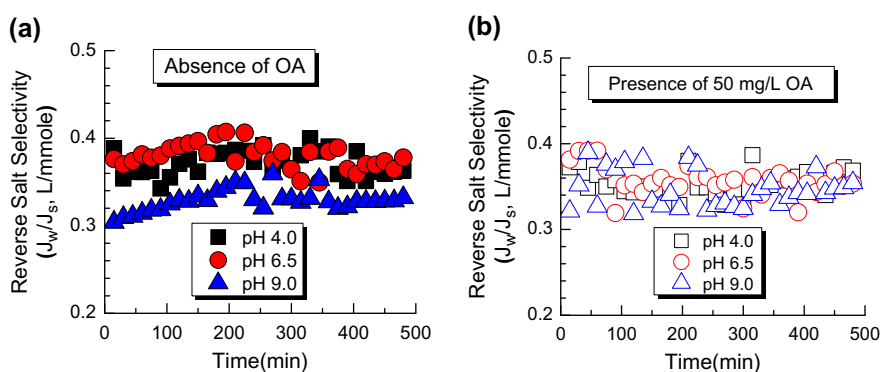 (a)
Absence of OA
Reverse Salt Selectivity
(Jw/Js, L/mmole)
0.5
0.4
0.3
0.2
pH 4.0
pH 6.5
pH 9.0
0 100 200 300 400 500
Time(min)
(b)
Presence of 50 mg/L OA
Reverse Salt Selectivity
(Jw/Js, L/mmole)
0.5
0.4
0.3
0.2
pH 4.0
pH 6.5
pH 9.0
0 100 200 300 400 500
Time(min)